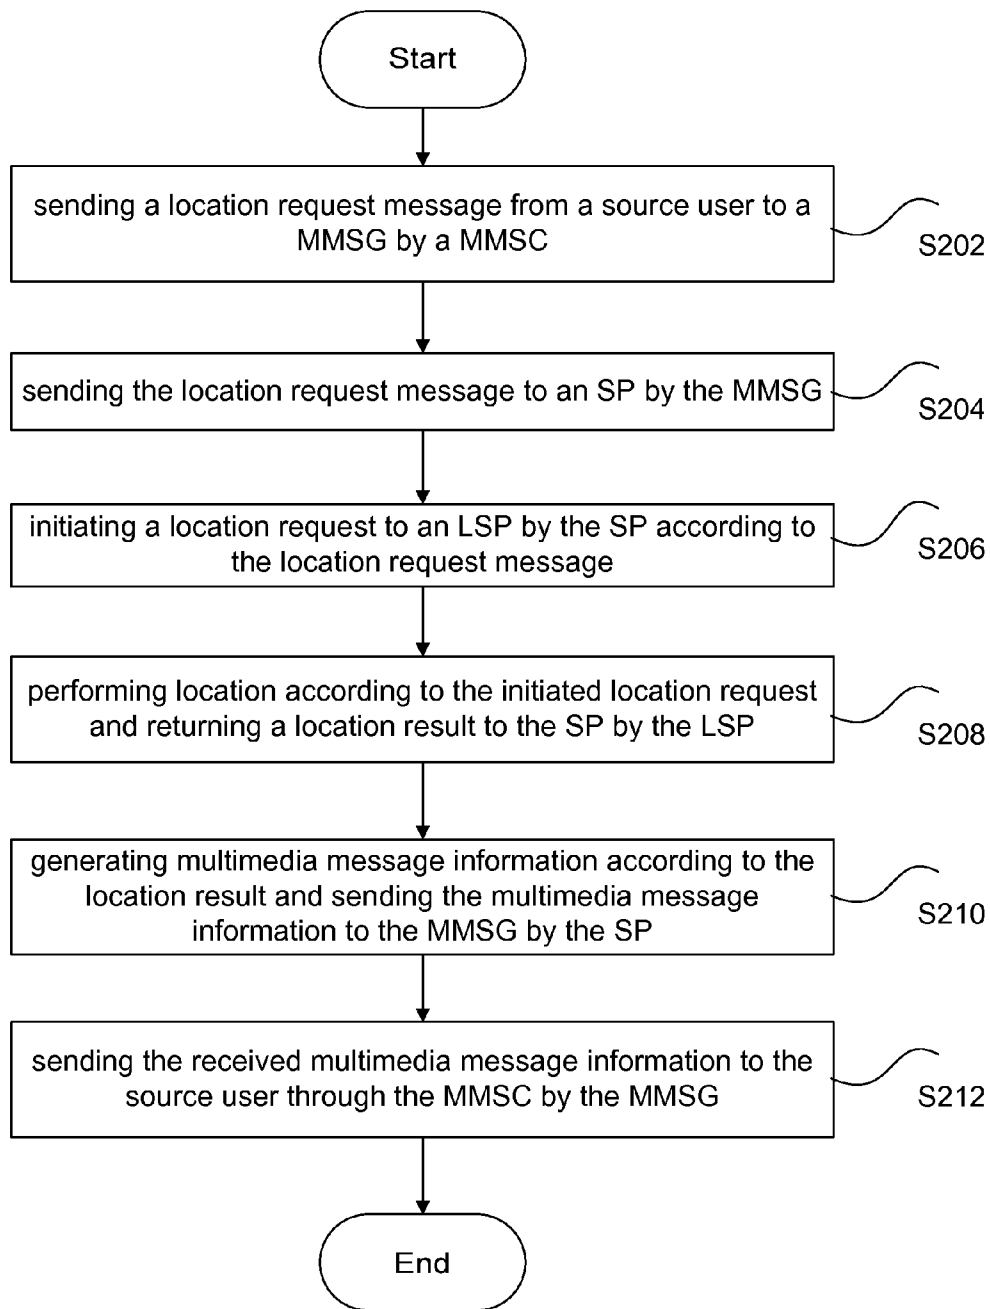 Start
sending a location request message from a source user to a
MMSG by a MMSC
S202
sending the location request message to an SP by the MMSG
S204
initiating a location request to an LSP by the SP according to
the location request message
S206
performing location according to the initiated location request
and returning a location result to the SP by the LSP
S208
generating multimedia message information according to the
location result and sending the multimedia message
information to the MMSG by the SP
S210
sending the received multimedia message information to the
source user through the MMSC by the MMSG
S212
End